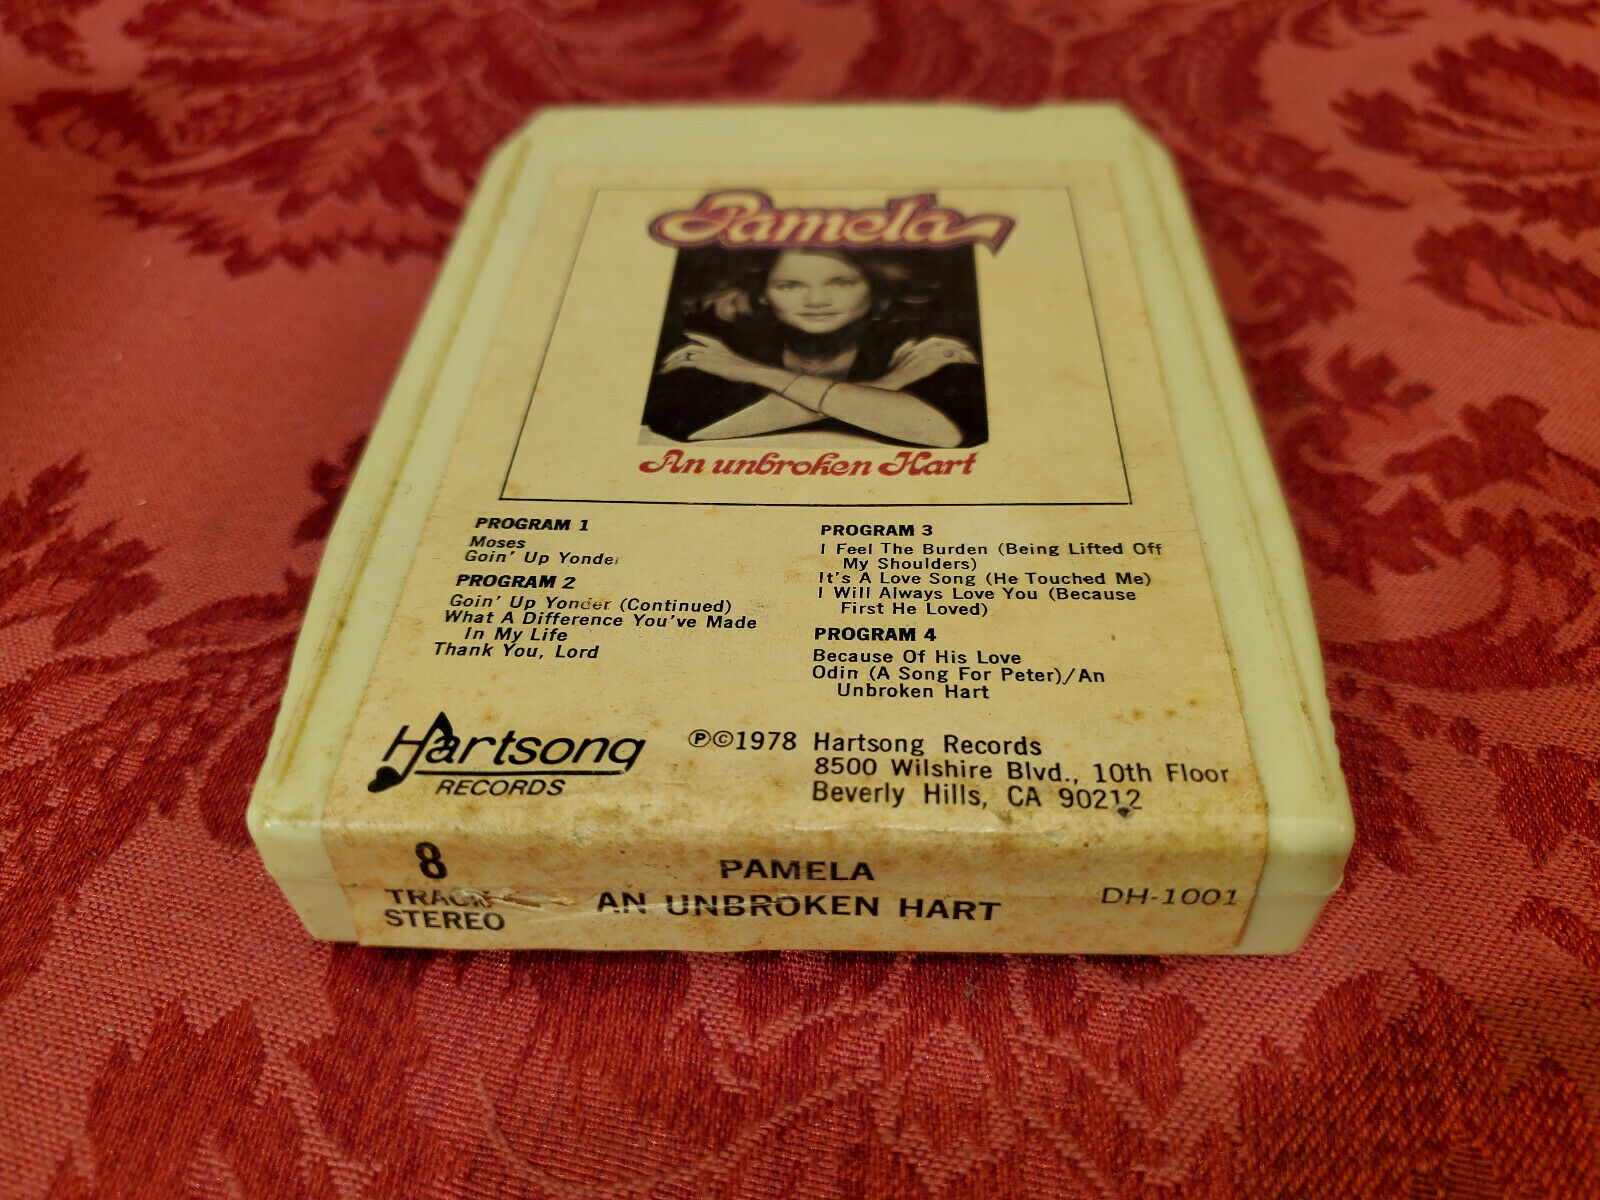 Pamela
An unbroken Hart
PROGRAM 1
Moses
Goin' Up Yonder
PROGRAM 2
Goin' Up Yonder (Continued)
What A Difference You've Made
In My Life
Thank You, Lord
PROGRAM 3
I Feel The Burden (Being Lifted Off
My Shoulders)
It's A Love Song (He Touched Me)
I Will Always Love You (Because
First He Loved)
PROGRAM 4
Because Of His Love
Odin (A Song For Peter)/An
Unbroken Hart
Hartsong
RECORDS
℗©1978 Hartsong Records
8500 Wilshire Blvd., 10th Floor
Beverly Hills, CA 90212
8
TRACK
STEREO
PAMELA
AN UNBROKEN HART
DH-1001